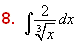 8. ∫ 2/∛x dx